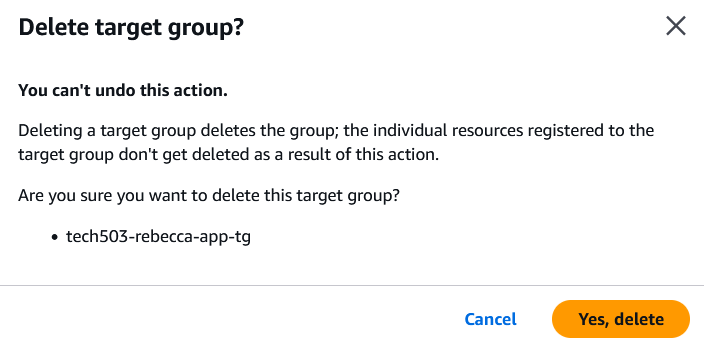 Delete target group?
You can't undo this action.
Deleting a target group deletes the group; the individual resources registered to the
target group don't get deleted as a result of this action.
Are you sure you want to delete this target group?
• tech503-rebecca-app-tg
Cancel
Yes, delete